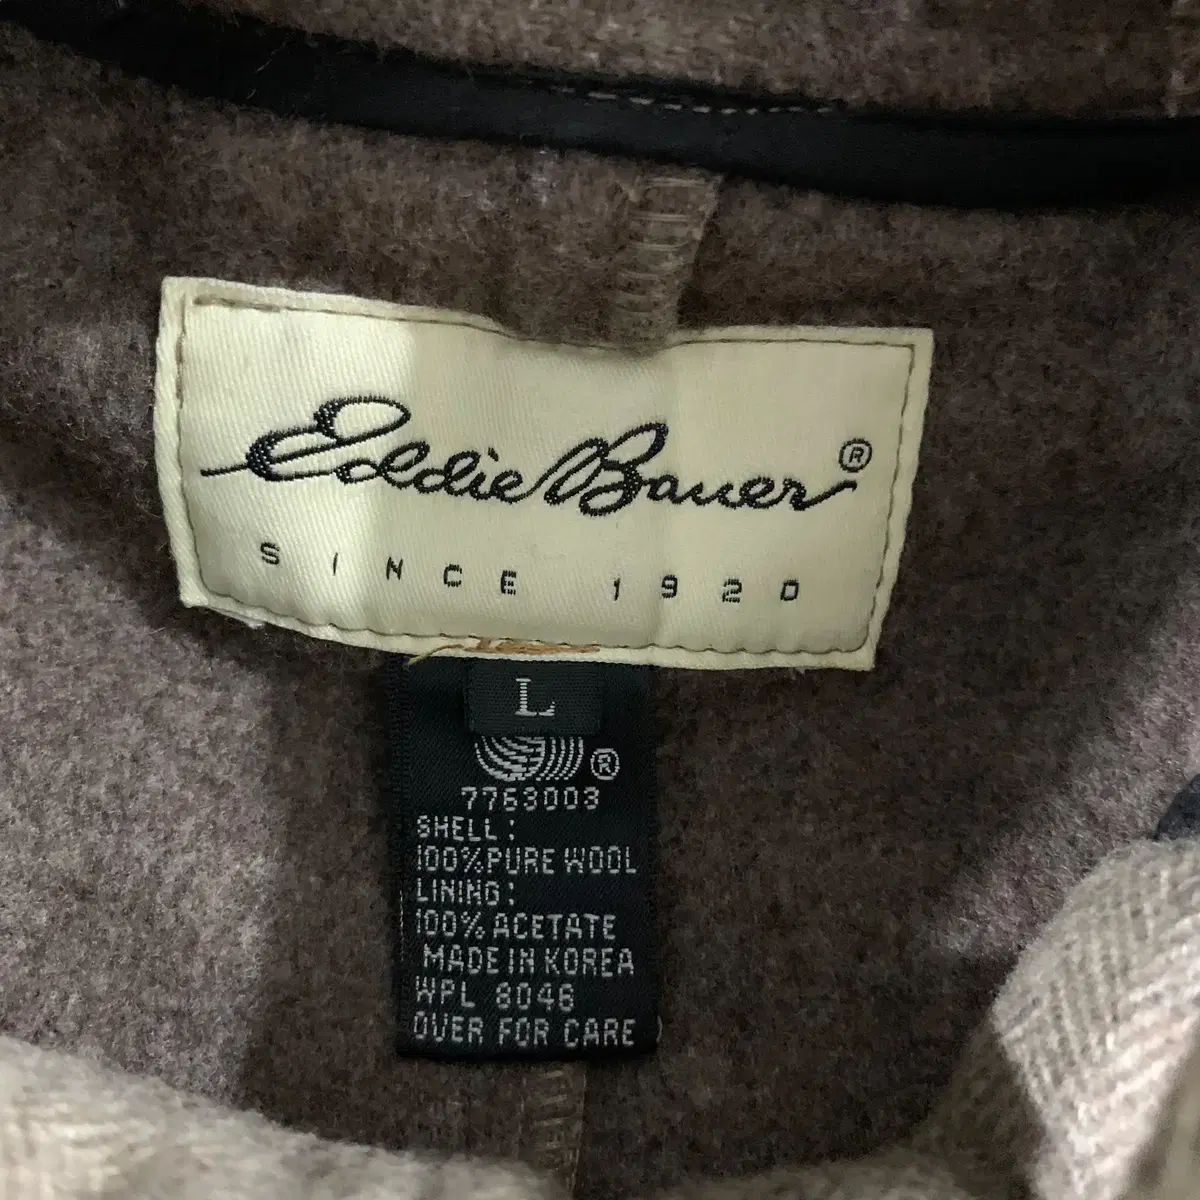 Eddie Bauer ®
SINCE 1920
L
®
7763003
SHELL:
100% PURE WOOL
LINING:
100% ACETATE
MADE IN KOREA
WPL 8046
OVER FOR CARE